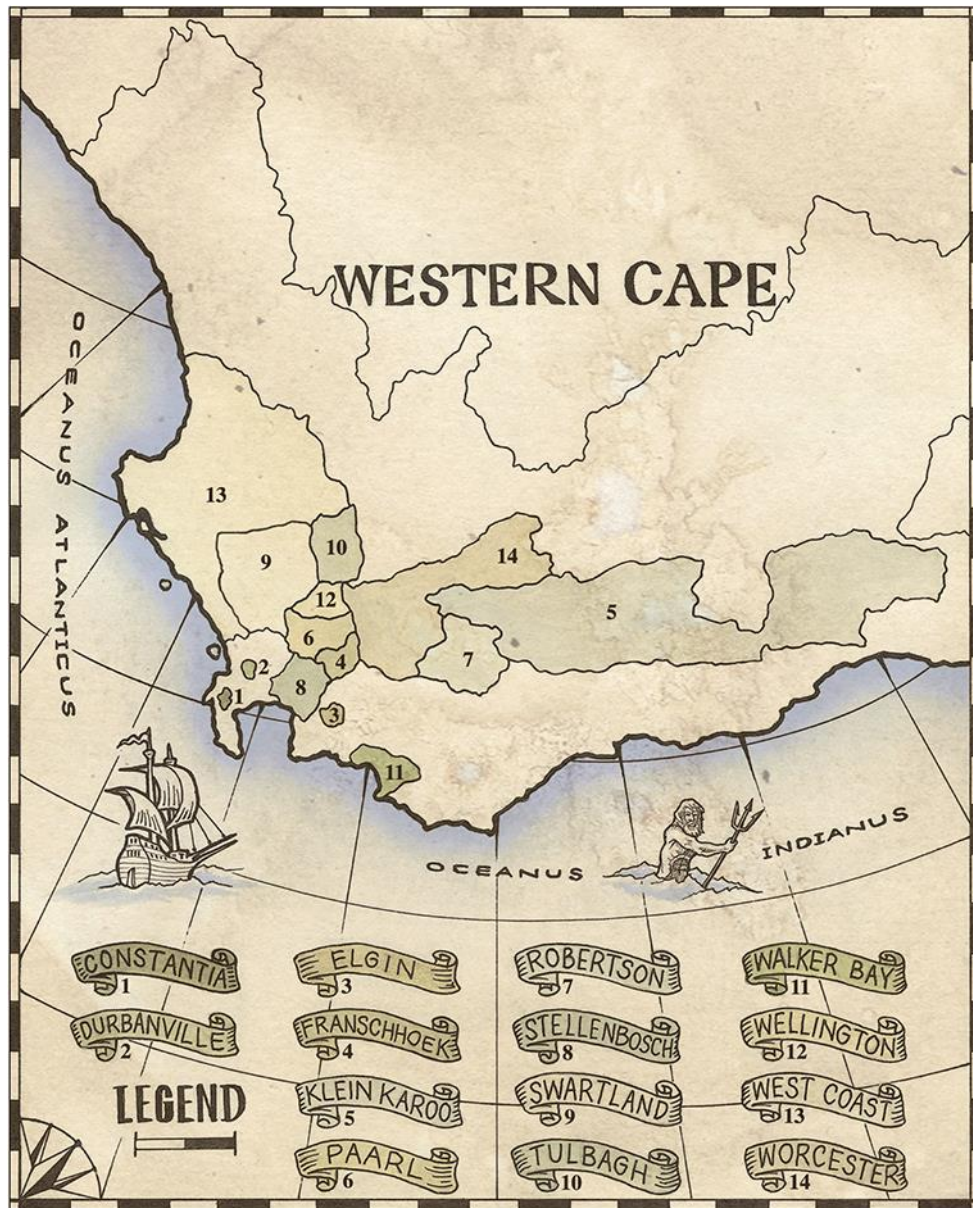 WESTERN CAPE
OCEANUS ATLANTICUS
13
9
10
14
12
5
6
4
7
2
8
1
3
11
OCEANUS INDIANUS
CONSTANTIA
1
DURBANVILLE
2
LEGEND
ELGIN
3
FRANSCHHOEK
4
KLEIN KAROO
5
PAARL
6
ROBERTSON
7
STELLENBOSCH
8
SWARTLAND
9
TULBAGH
10
WALKER BAY
11
WELLINGTON
12
WEST COAST
13
WORCESTER
14